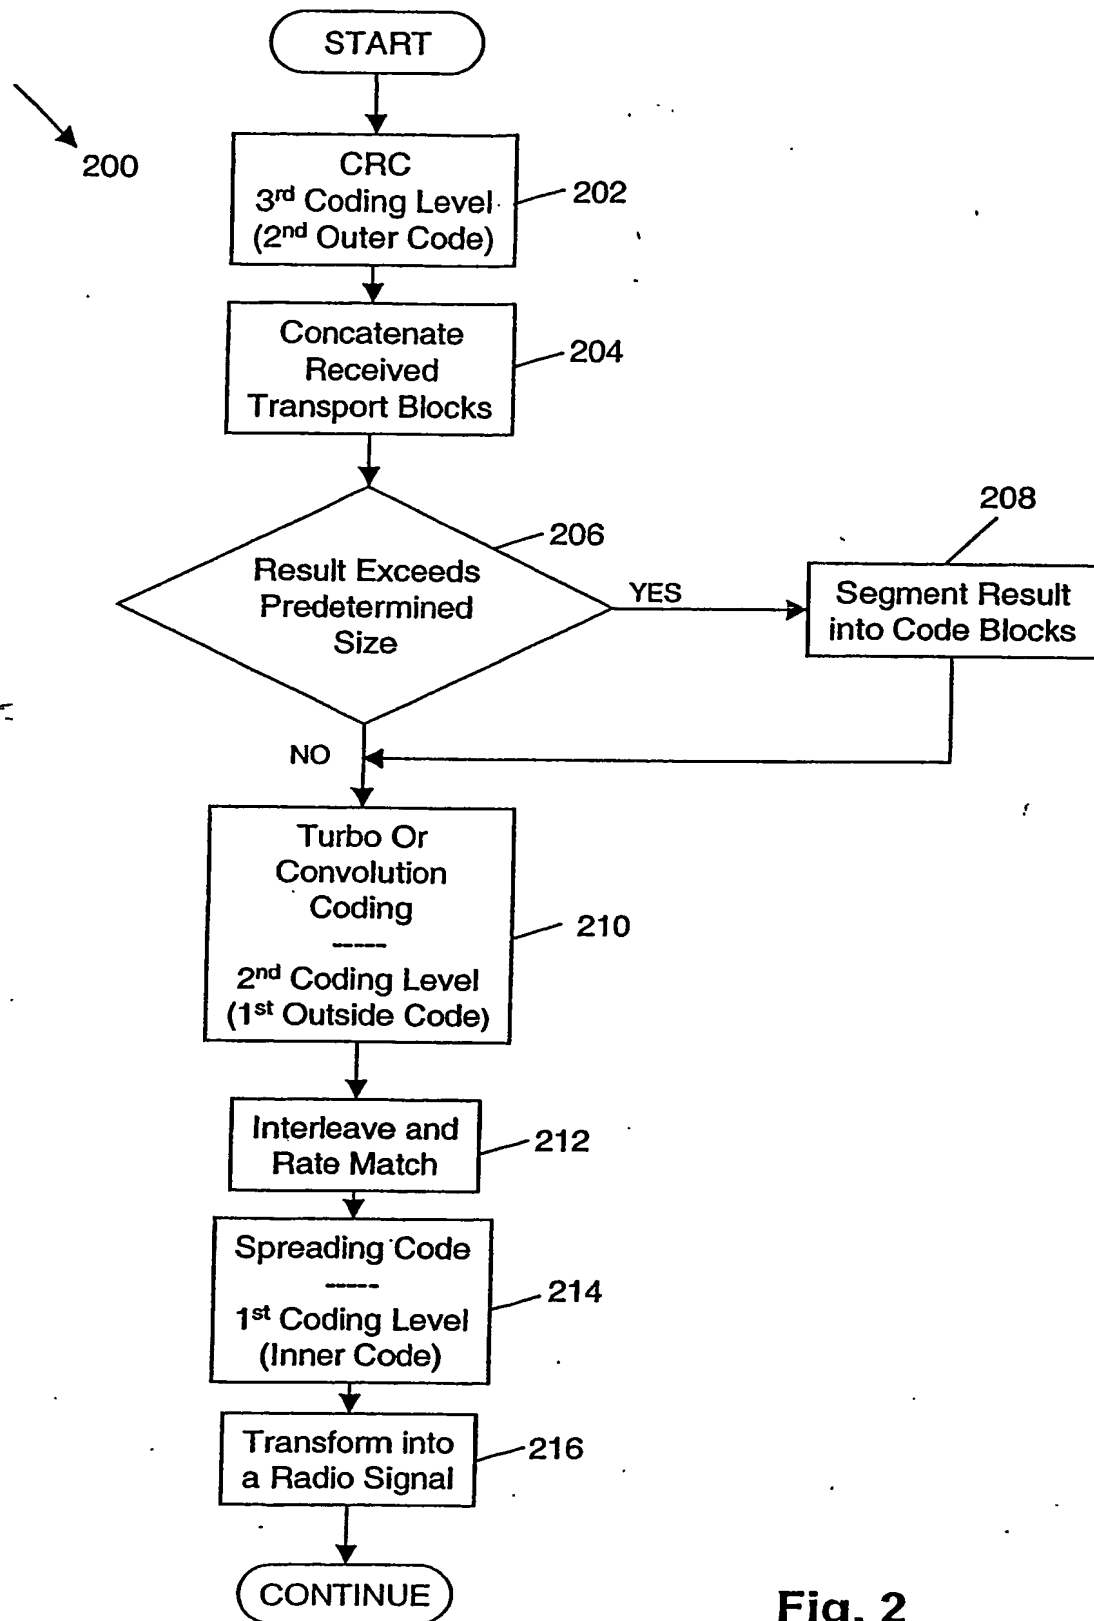 START
200
CRC
3rd Coding Level
(2nd Outer Code)
202
Concatenate
Received
Transport Blocks
204
206
Result Exceeds
Predetermined
Size
YES
208
Segment Result
into Code Blocks
NO
Turbo Or
Convolution
Coding
-----
2nd Coding Level
(1st Outside Code)
210
Interleave and
Rate Match
212
Spreading Code
-----
1st Coding Level
(Inner Code)
214
Transform into
a Radio Signal
216
CONTINUE
Fig. 2